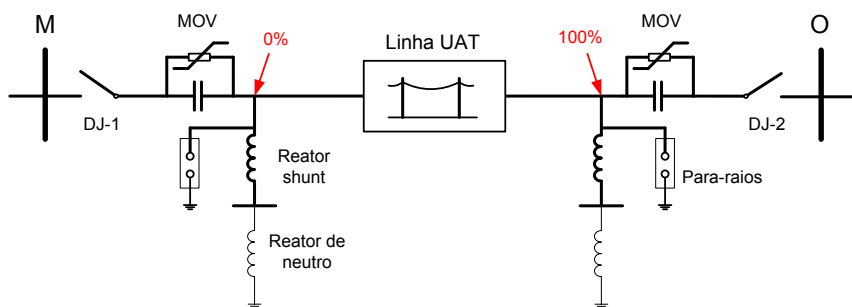 M
MOV
0%
Linha UAT
100%
MOV
O
DJ-1
DJ-2
Reator
shunt
Para-raios
Reator de
neutro